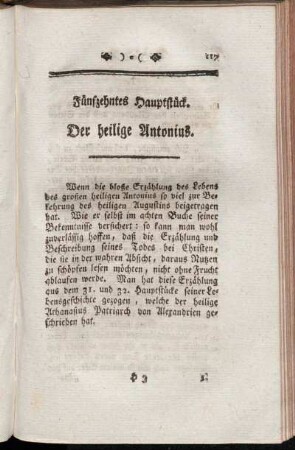 ) = ( 117
Fünfzehntes Hauptstück.
Der heilige Antonius.
Wenn die bloße Erzählung des Lebens
des großen heiligen Antonius so viel zur Be-
kehrung des heiligen Augustins beigetragen
hat. Wie er selbst im achten Buche seiner
Bekenntnisse versichert: so kann man wohl
zuverläßig hoffen, daß die Erzählung und
Beschreibung seines Todes bei Christen,
die sie in der wahren Absicht, daraus Nutzen
zu schöpfen lesen möchten, nicht ohne Frucht
ablaufen werde. Man hat diese Erzählung
aus dem 31. und 32. Hauptstücke seiner Le-
bensgeschichte gezogen, welche der heilige
Athanasius Patriarch von Alexandrien ge-
schrieben hat.
H 3